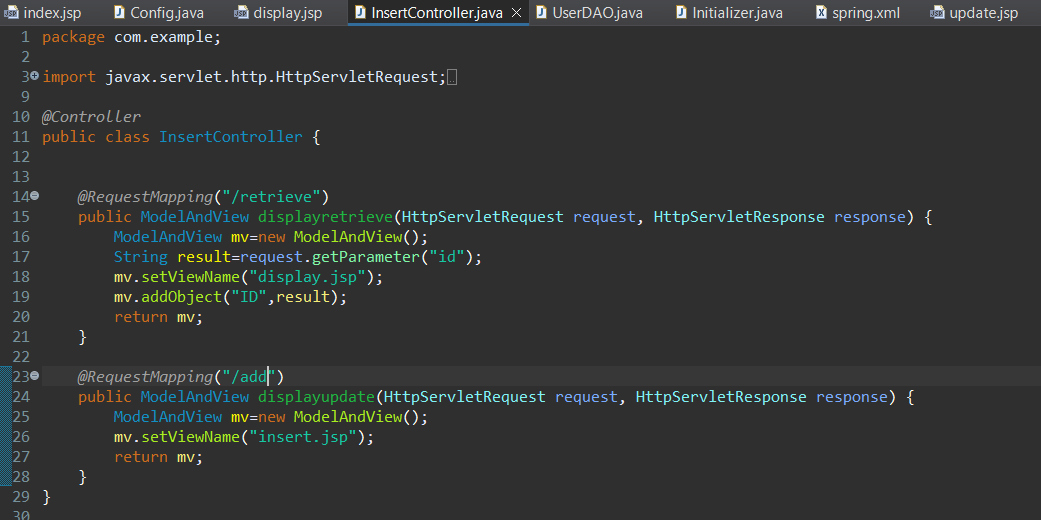 index.jsp Config.java display.jsp InsertController.java UserDAO.java Initializer.java spring.xml update.jsp
1 package com.example;
2
3 import javax.servlet.http.HttpServletRequest;
9
10 @Controller
11 public class InsertController {
12
13
14 @RequestMapping("/retrieve")
15 public ModelAndView displayretrieve(HttpServletRequest request, HttpServletResponse response) {
16 ModelAndView mv=new ModelAndView();
17 String result=request.getParameter("id");
18 mv.setViewName("display.jsp");
19 mv.addObject("ID",result);
20 return mv;
21 }
22
23 @RequestMapping("/add")
24 public ModelAndView displayupdate(HttpServletRequest request, HttpServletResponse response) {
25 ModelAndView mv=new ModelAndView();
26 mv.setViewName("insert.jsp");
27 return mv;
28 }
29 }
30